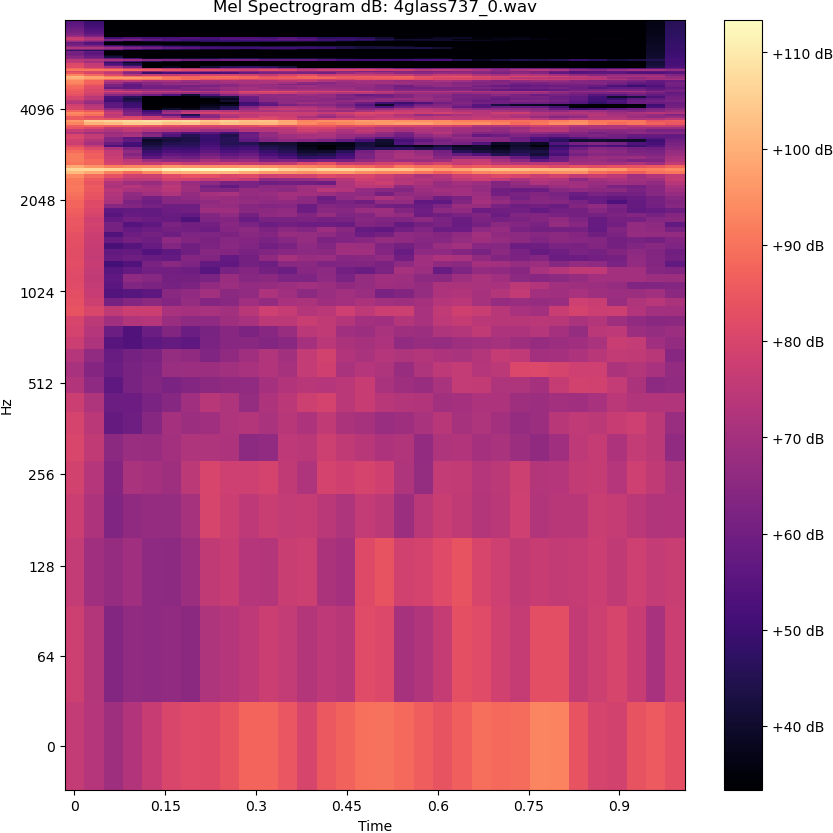 Mel Spectrogram dB: 4glass737_0.wav
+110 dB
4096
+100 dB
2048
+90 dB
1024
+80 dB
512
Hz
+70 dB
256
+60 dB
128
+50 dB
64
+40 dB
0
0 0.15 0.3 0.45 0.6 0.75 0.9
Time